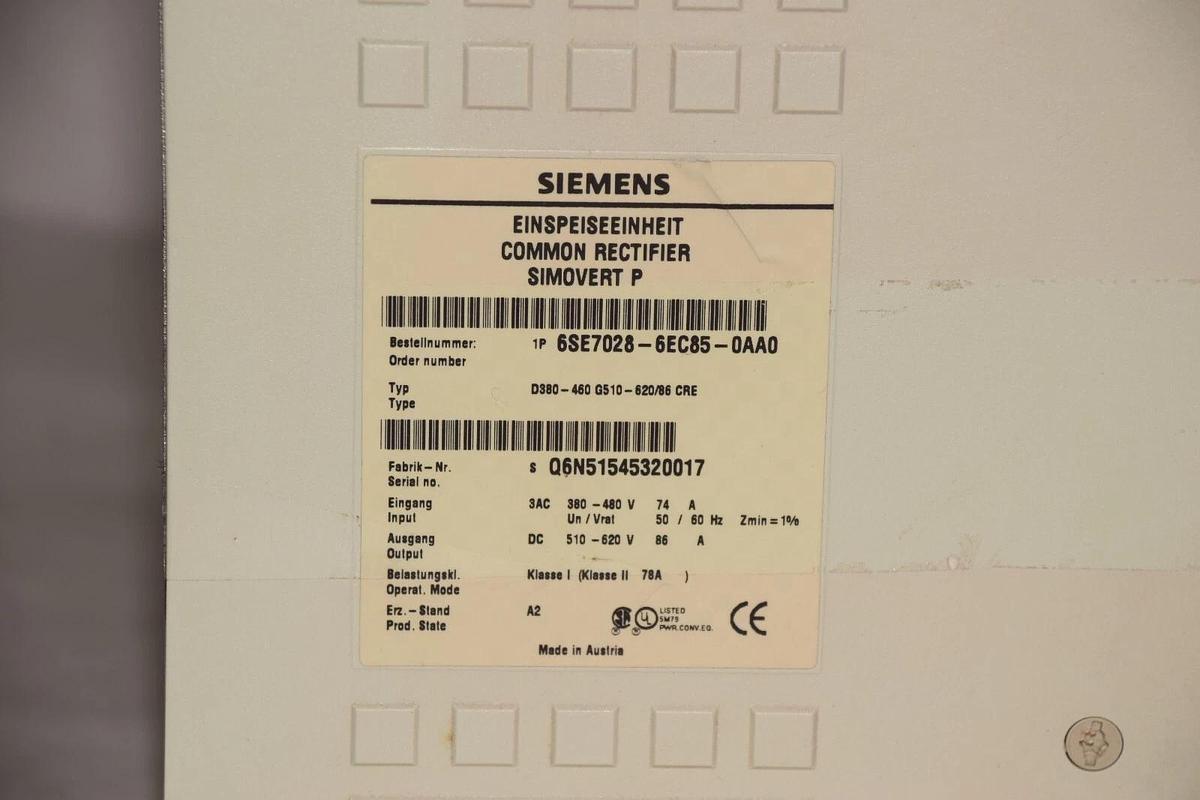 SIEMENS
EINSPEISEEINHEIT
COMMON RECTIFIER
SIMOVERT P
Bestellnummer: 1P 6SE7028-6EC85-0AA0
Order number
Typ D380-460 G510-620/86 CRE
Type
Fabrik-Nr. S Q6N51545320017
Serial no.
Eingang 3AC 380-480 V 74 A
Input Un/Vrat 50 / 60 Hz Zmin=1%
Ausgang DC 510-620 V 86 A
Output
Belastungskl. Klasse I (Klasse II 78A )
Operat. Mode
Erz.-Stand A2
Prod. State
LISTED
5M79
PWR.CONV.EQ.
CE
Made in Austria